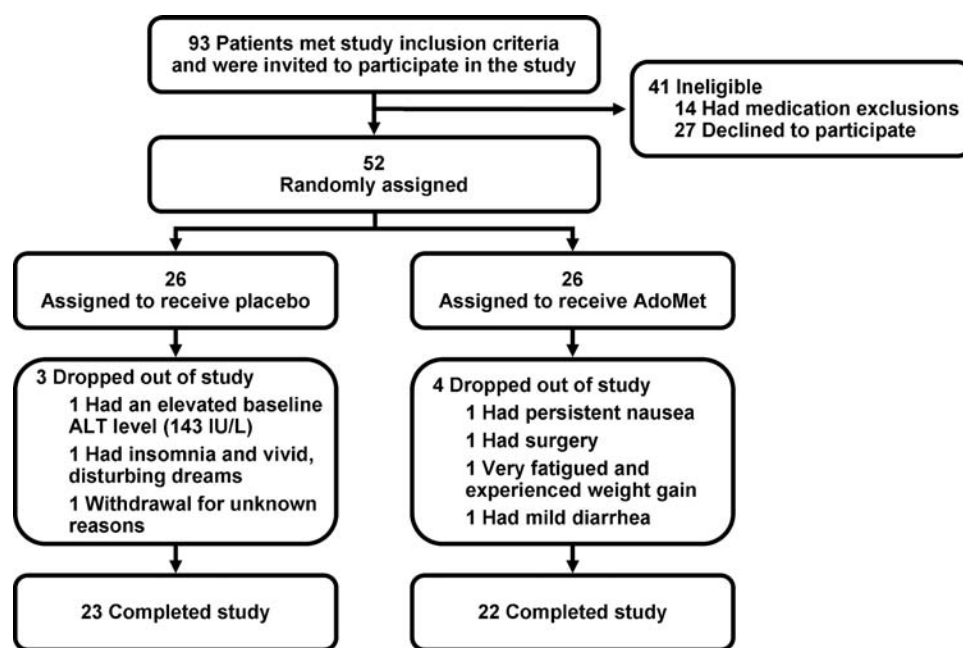 93 Patients met study inclusion criteria
and were invited to participate in the study
41 Ineligible
14 Had medication exclusions
27 Declined to participate
52
Randomly assigned
26
Assigned to receive placebo
26
Assigned to receive AdoMet
3 Dropped out of study
1 Had an elevated baseline
ALT level (143 IU/L)
1 Had insomnia and vivid,
disturbing dreams
1 Withdrawal for unknown
reasons
4 Dropped out of study
1 Had persistent nausea
1 Had surgery
1 Very fatigued and
experienced weight gain
1 Had mild diarrhea
23 Completed study
22 Completed study